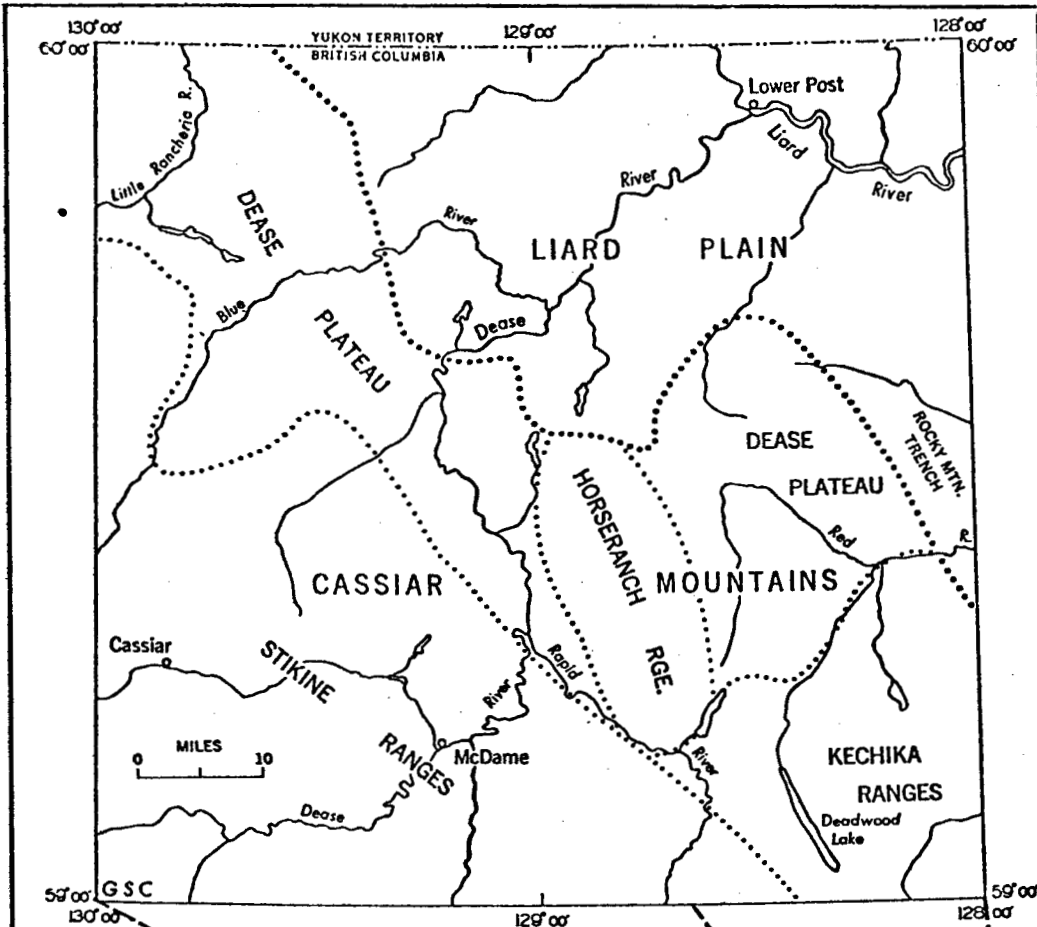 130°00'
129°00'
128°00'
60°00'
YUKON TERRITORY
BRITISH COLUMBIA
60°00'
Lower Post
Liard
River
Little Rancheria R.
River
DEASE
River
LIARD PLAIN
Blue
PLATEAU
Dease
DEASE
PLATEAU
ROCKY MTN.
TRENCH
HORSERANCH
RGE.
Red
R.
CASSIAR
MOUNTAINS
Cassiar
STIKINE
RANGES
Rapid
River
River
MILES
0 10
McDame
KECHIKA
RANGES
Dease
Deadwood
Lake
59°00'
GSC
59°00'
130°00'
129°00'
128°00'